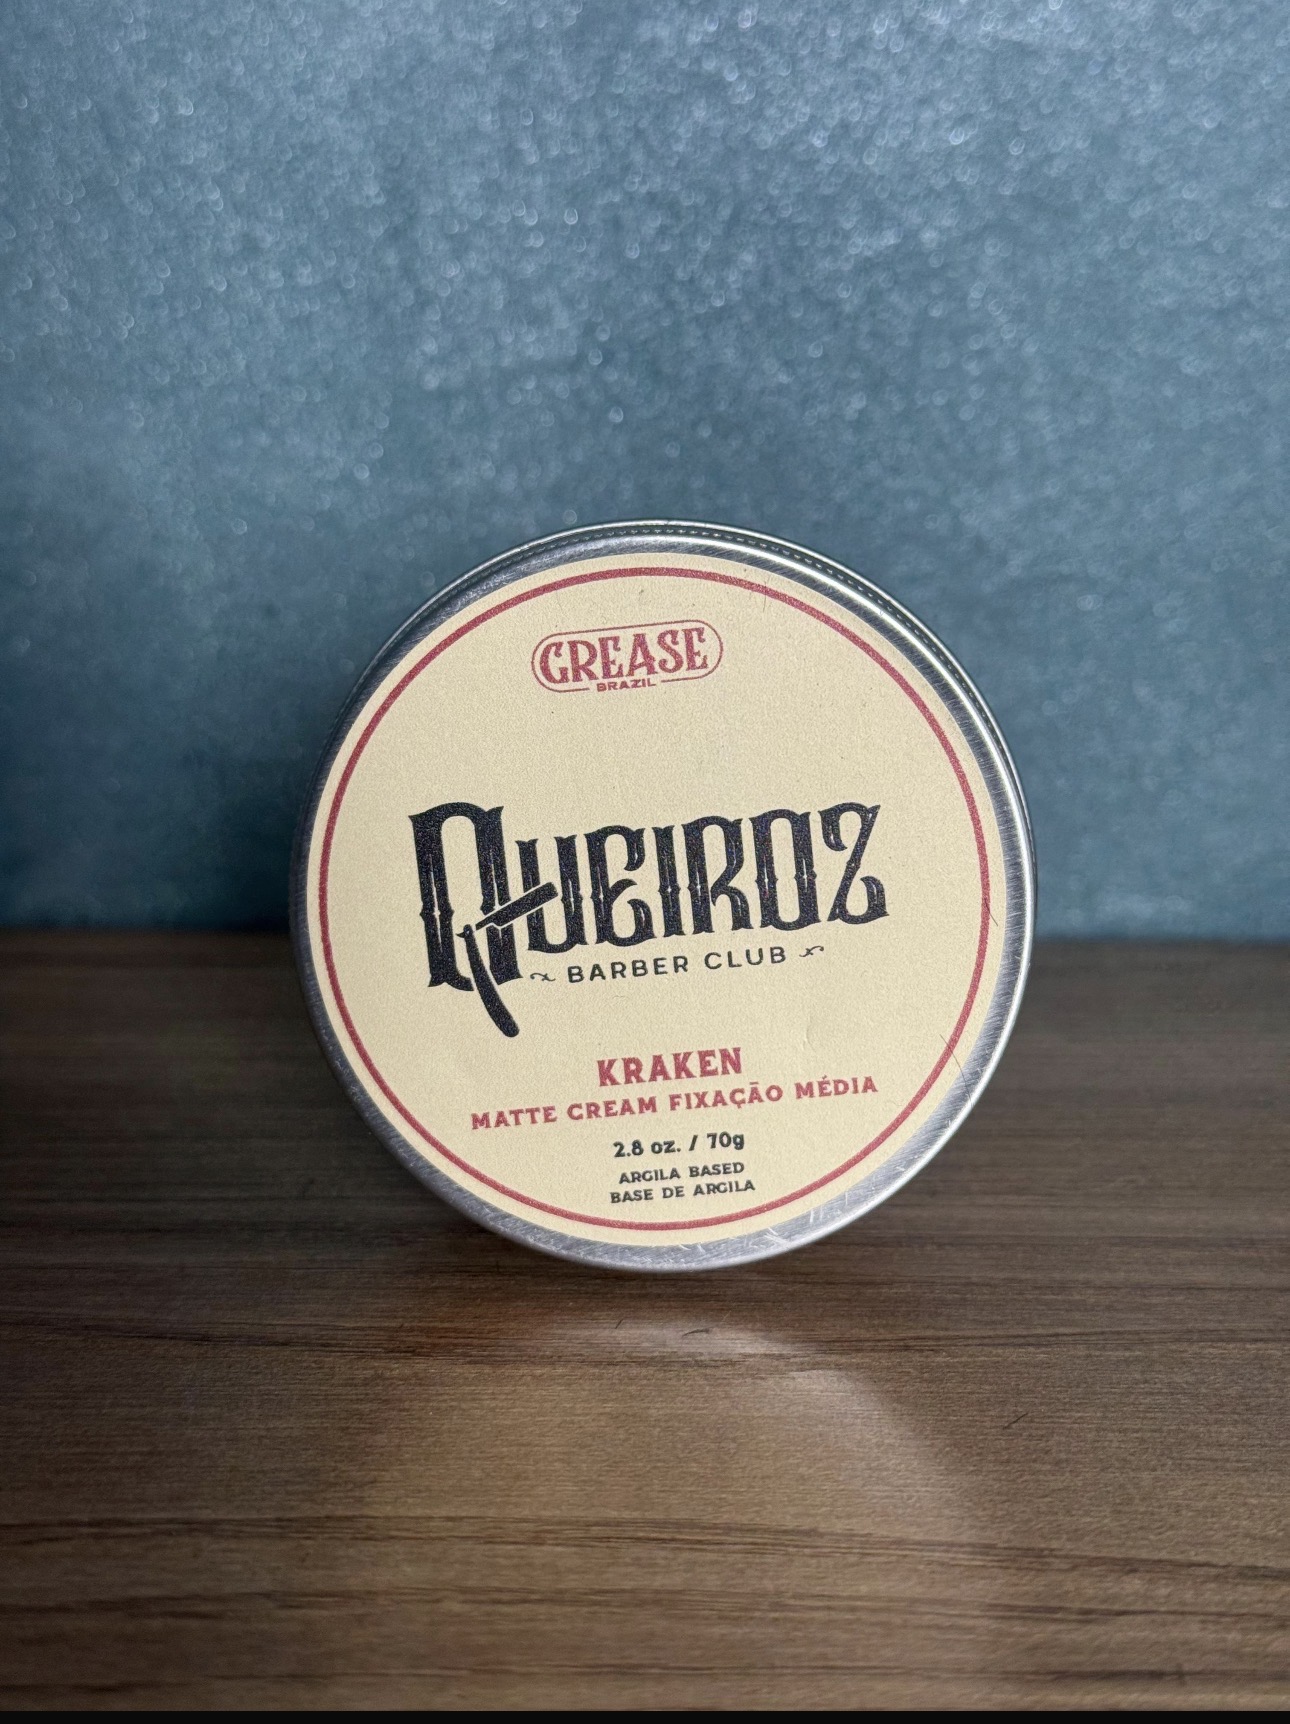 GREASE
BRAZIL
QUEIROZ
BARBER CLUB
KRAKEN
MATTE CREAM FIXAÇÃO MÉDIA
2.8 oz. / 70g
ARGILA BASED
BASE DE ARGILA